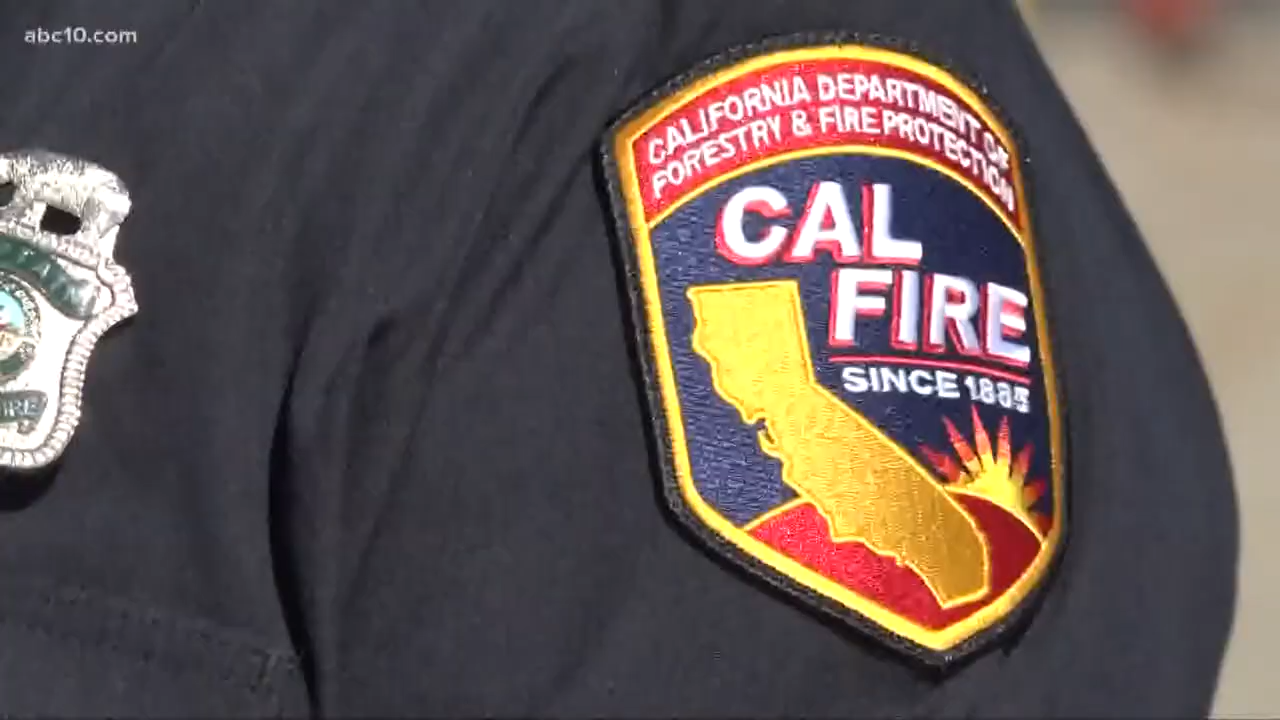 abc10.com
CALIFORNIA DEPARTMENT OF
FORESTRY & FIRE PROTECTION
CAL
FIRE
SINCE 1885